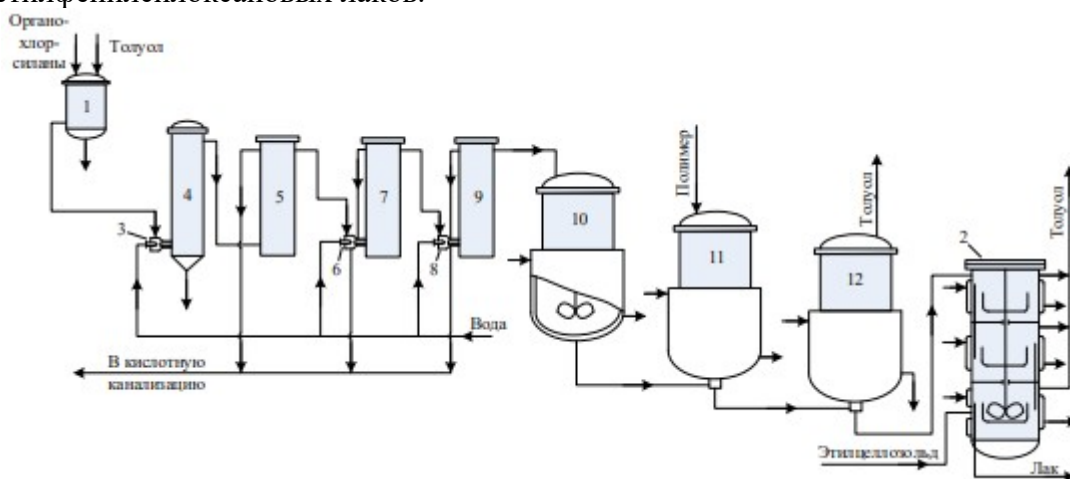 Органо-
хлор-
силаны
Толуол
1
3
4
5
6
7
8
9
10
Полимер
11
Толуол
12
2
Толуол
Вода
В кислотную
канализацию
Этилцеллозольд
Лак